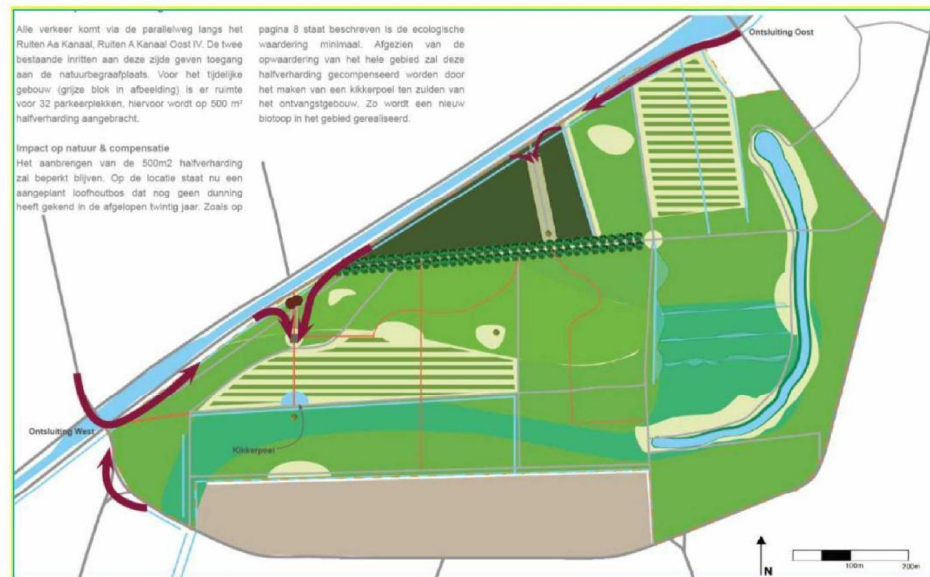 Alle verkeer komt via de parallelweg langs het
Ruiten Aa Kanaal, Ruiten A Kanaal Oost IV. De twee
bestaande inritten aan deze zijde geven toegang
aan de natuurbegraafplaats. Voor het tijdelijke
gebouw (grijze blok in afbeelding) is er ruimte
voor 32 parkeerplekken, hiervoor wordt op 500 m²
halfverharding aangebracht.
Impact op natuur & compensatie
Het aanbrengen van de 500m2 halfverharding
zal beperkt blijven. Op de locatie staat nu een
aangeplant loofhoutbos dat nog geen dunning
heeft gekend in de afgelopen twintig jaar. Zoals op
pagina 8 staat beschreven is de ecologische
waardering minimaal. Afgezien van de
opwaardering van het hele gebied zal deze
halfverharding gecompenseerd worden door
het maken van een kikkerpoel ten zuiden van
het ontvangstgebouw. Zo wordt een nieuw
biotoop in het gebied gerealiseerd.
Ontsluiting Oost
Ontsluiting West
Kikkerpoel
N
100m
200m